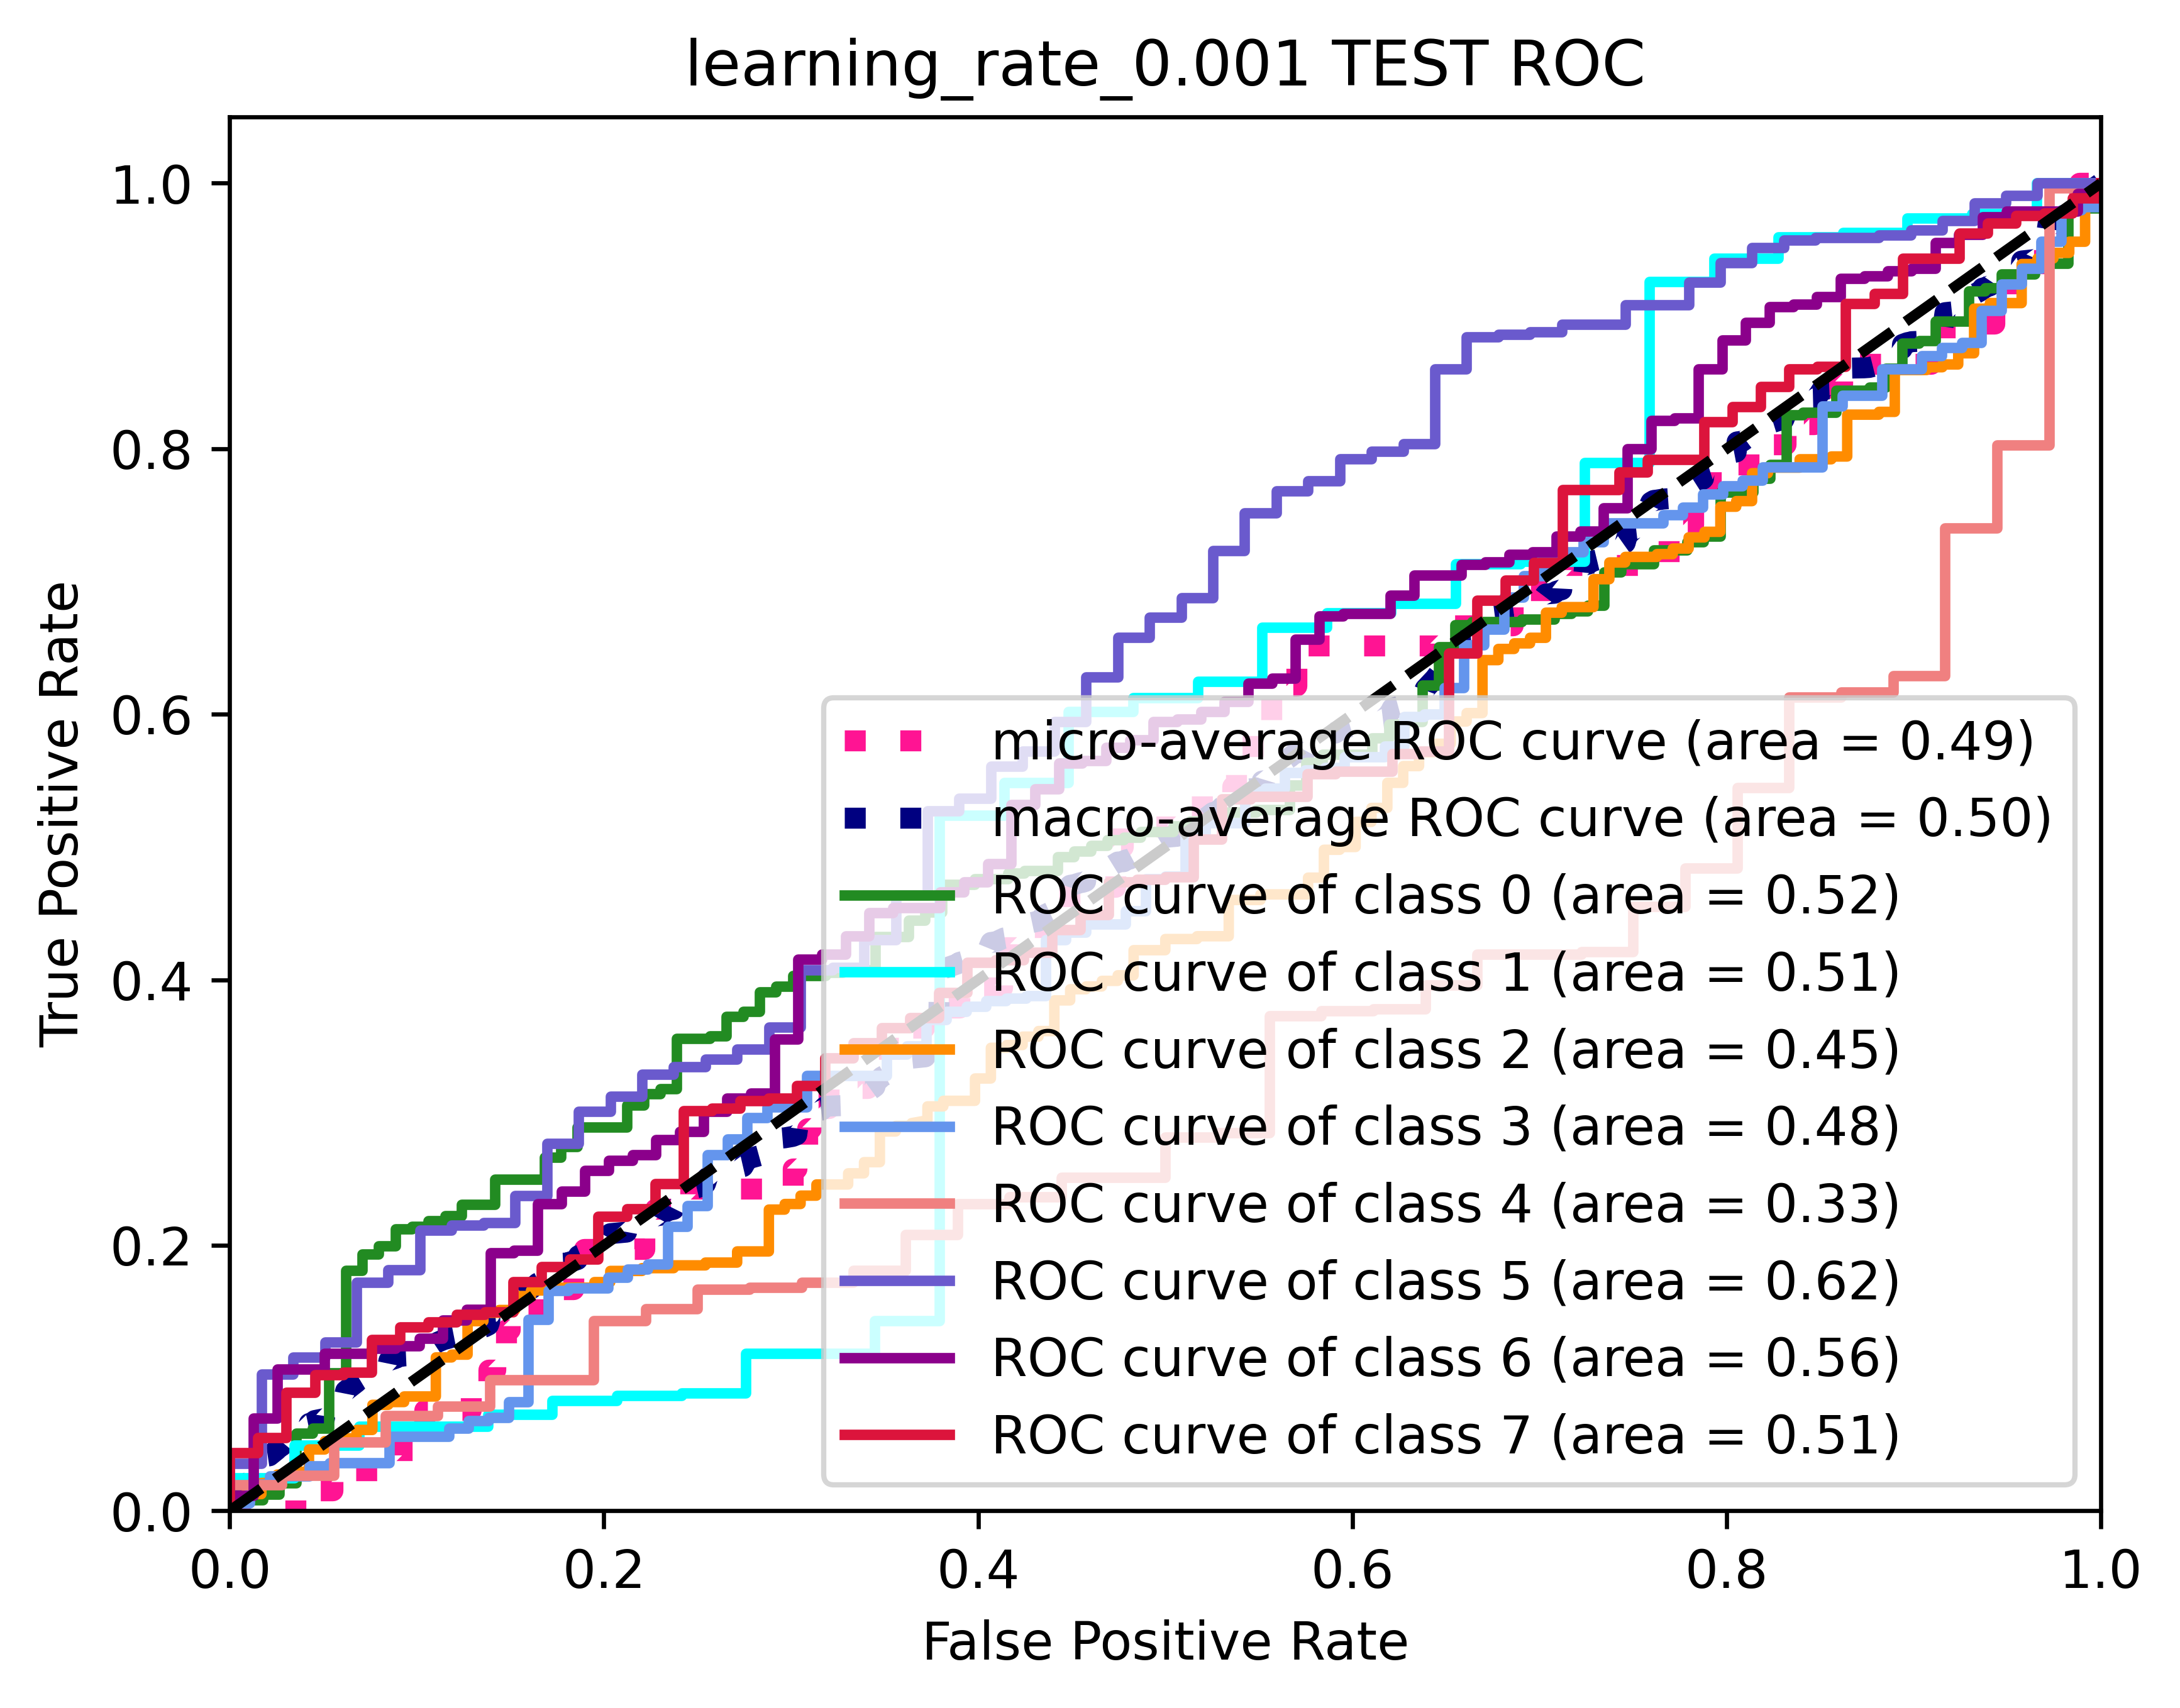 learning_rate_0.001 TEST ROC
True Positive Rate
1.0
0.8
0.6
0.4
0.2
0.0
micro-average ROC curve (area = 0.49)
macro-average ROC curve (area = 0.50)
ROC curve of class 0 (area = 0.52)
ROC curve of class 1 (area = 0.51)
ROC curve of class 2 (area = 0.45)
ROC curve of class 3 (area = 0.48)
ROC curve of class 4 (area = 0.33)
ROC curve of class 5 (area = 0.62)
ROC curve of class 6 (area = 0.56)
ROC curve of class 7 (area = 0.51)
0.0 0.2 0.4 0.6 0.8 1.0
False Positive Rate